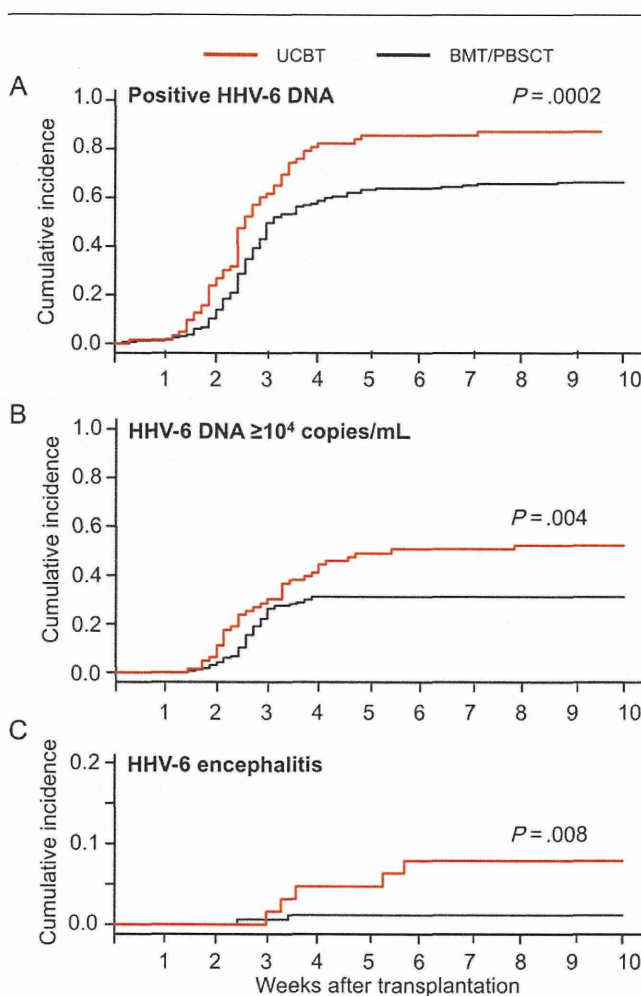 UCBT BMT/PBSCT
A
Positive HHV-6 DNA P = .0002
1.0
0.8
0.6
0.4
0.2
0.0
Cumulative incidence
1 2 3 4 5 6 7 8 9 10
B
HHV-6 DNA ≥10⁴ copies/mL
P = .004
1.0
0.8
0.6
0.4
0.2
0.0
Cumulative incidence
1 2 3 4 5 6 7 8 9 10
C
HHV-6 encephalitis
P = .008
0.2
0.1
0.0
Cumulative incidence
1 2 3 4 5 6 7 8 9 10
Weeks after transplantation